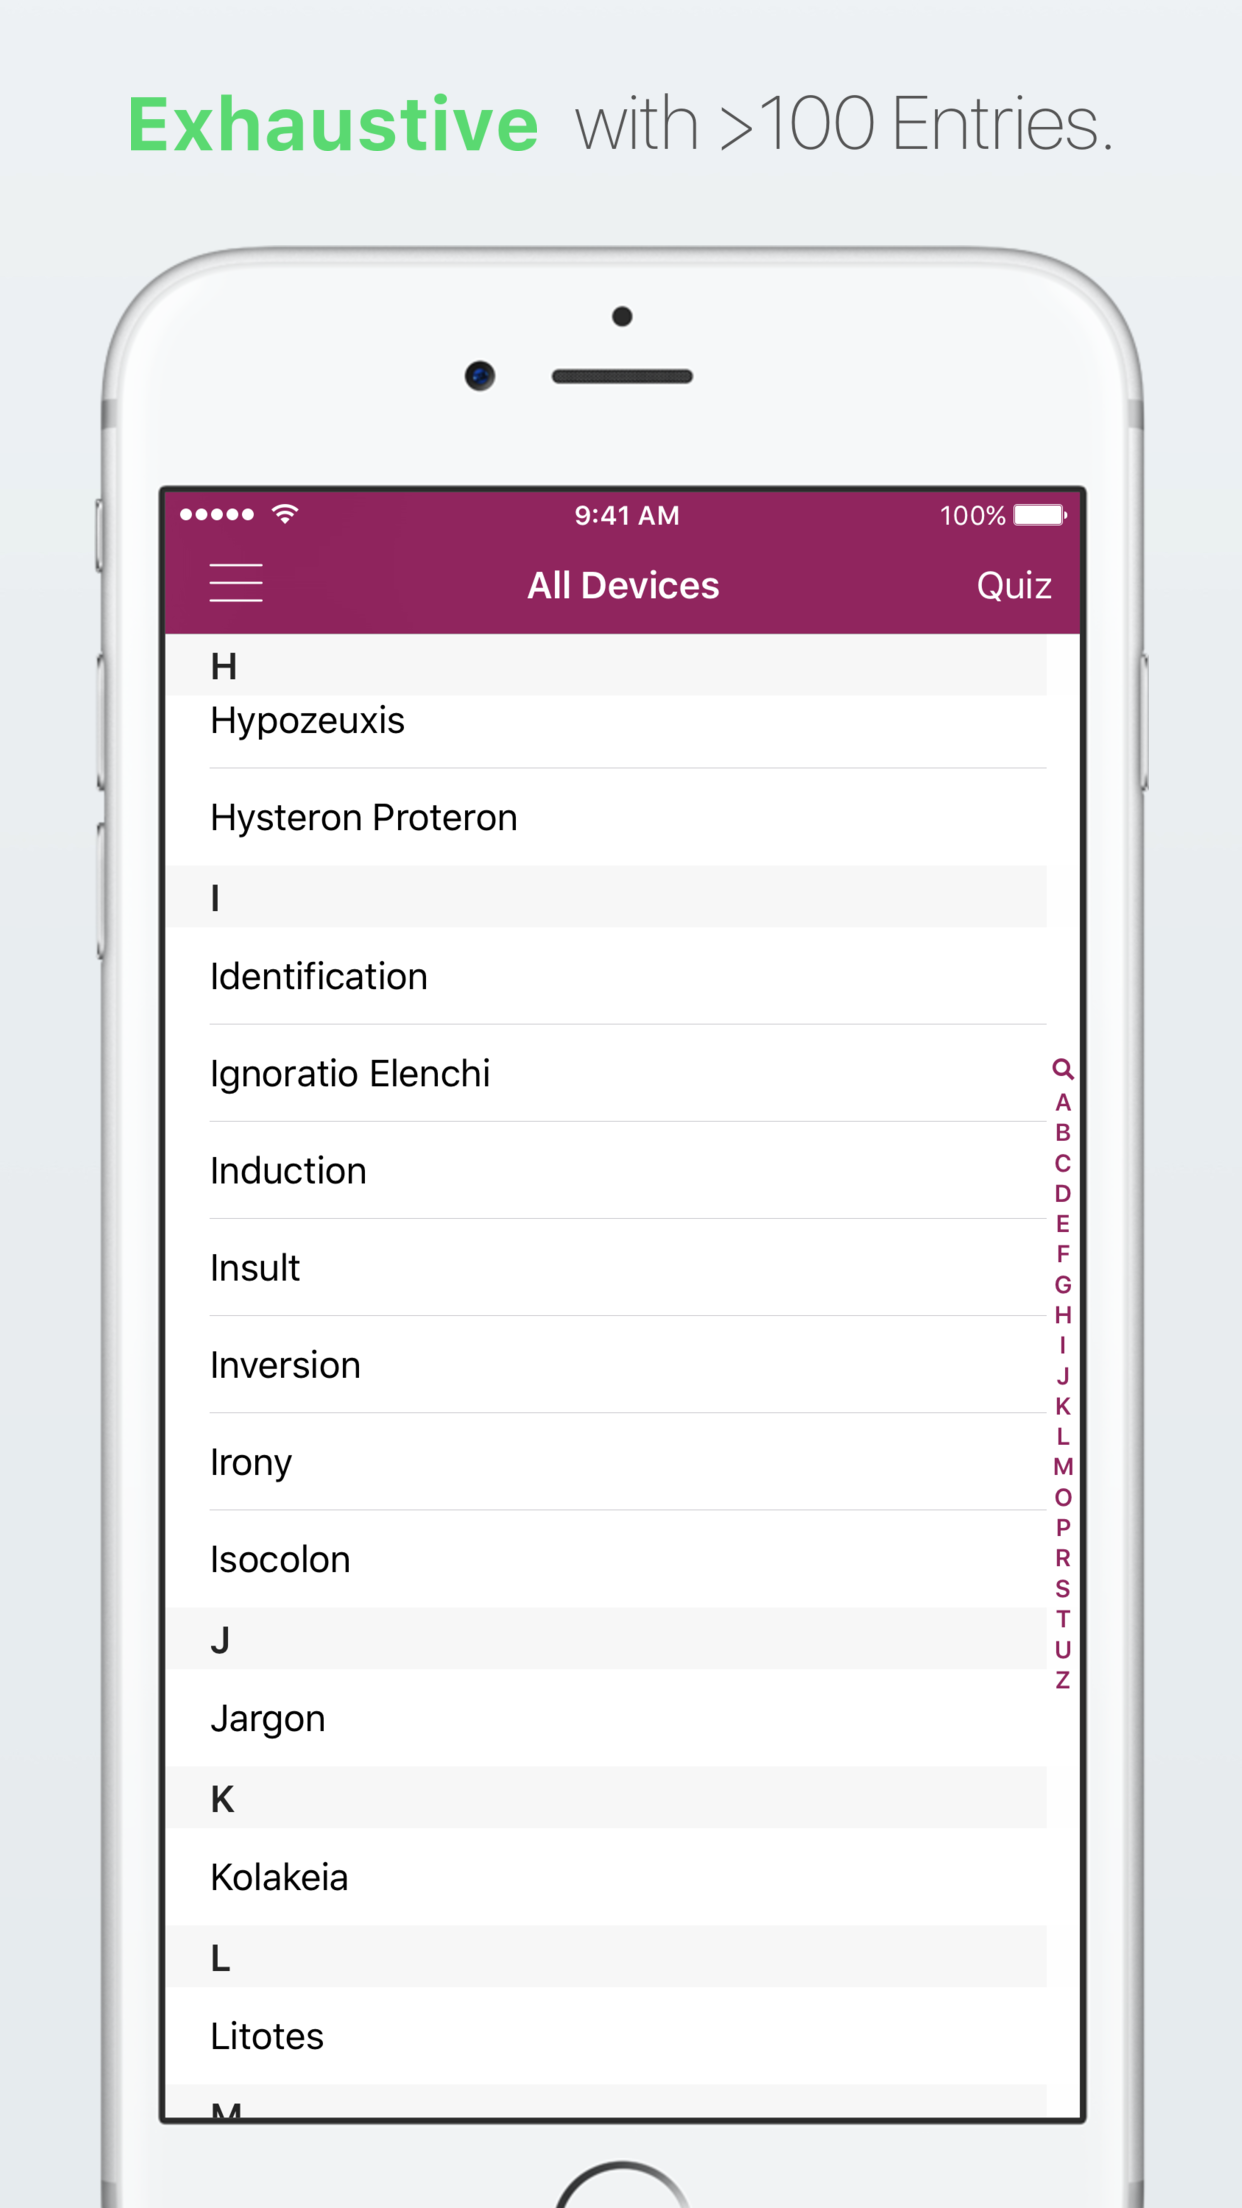 Exhaustive with >100 Entries.
9:41 AM 100%
All Devices Quiz
H
Hypozeuxis
Hysteron Proteron
I
Identification
Ignoratio Elenchi
Induction
Insult
Inversion
Irony
Isocolon
J
Jargon
K
Kolakeia
L
Litotes
M
A
B
C
D
E
F
G
H
I
J
K
L
M
O
P
R
S
T
U
Z